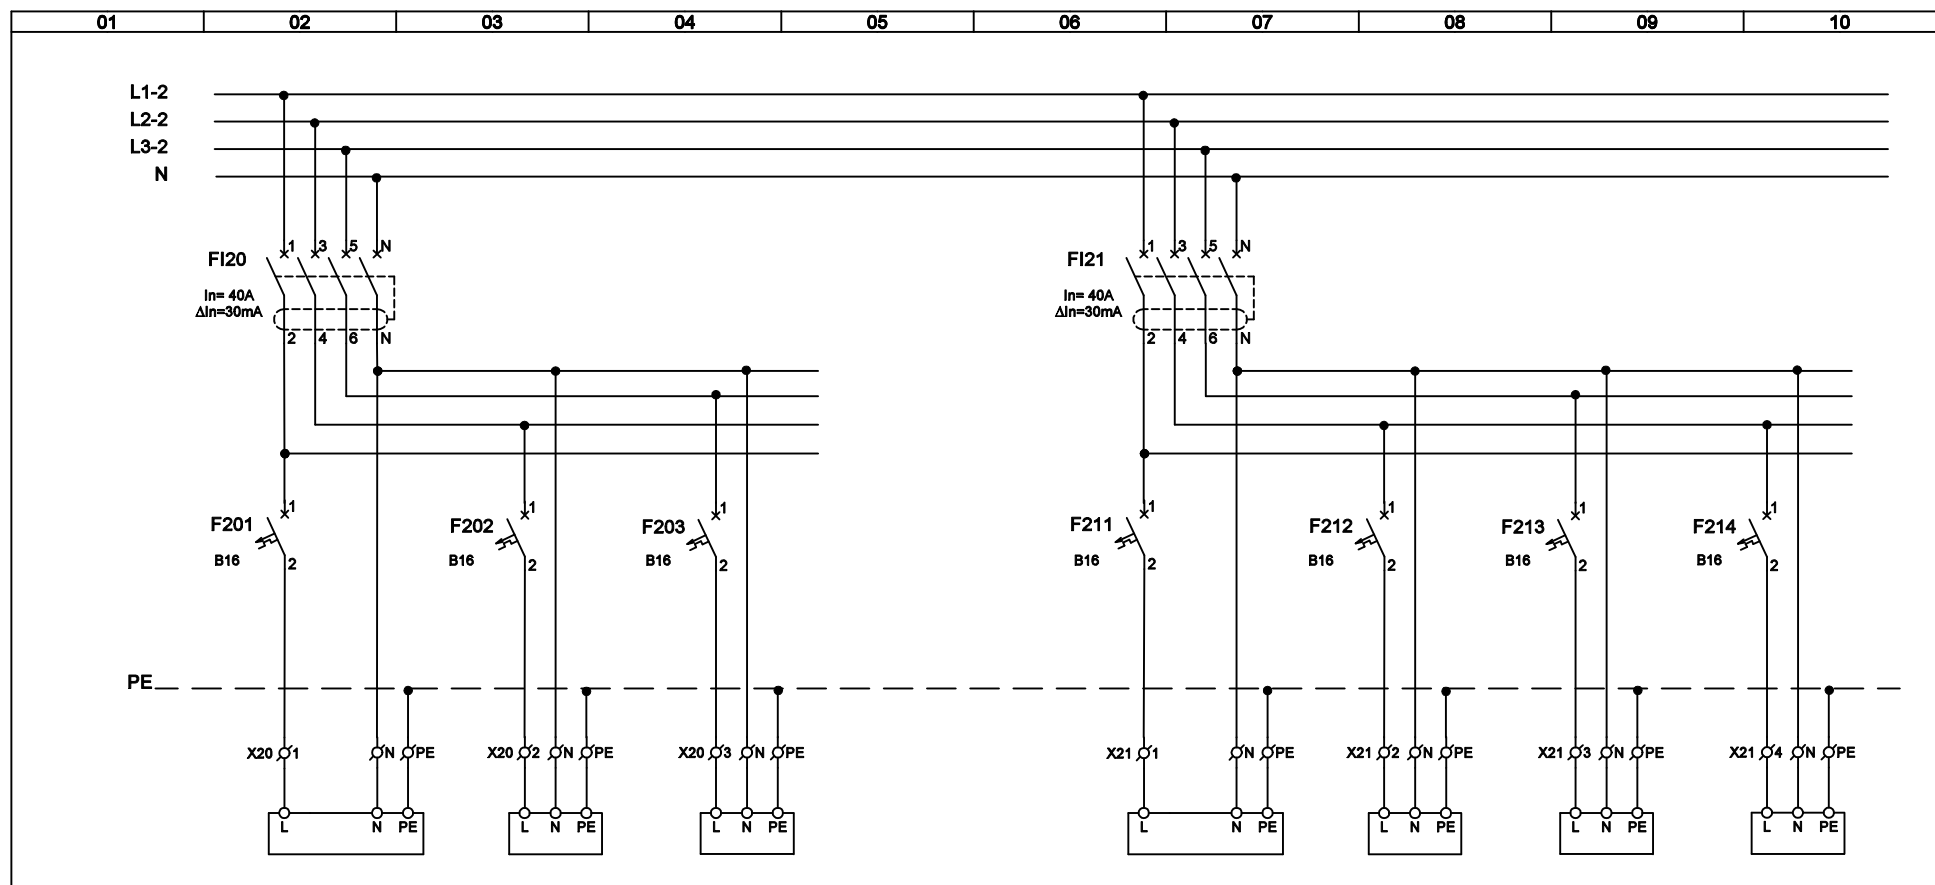 01 02 03 04 05 06 07 08 09 10
L1-2
L2-2
L3-2
N
1 3 5 N 1 3 5 N
FI20 FI21
In= 40A In= 40A
ΔIn=30mA ΔIn=30mA
2 4 6 N 2 4 6 N
1 1 1 1 1 1 1
F201 F202 F203 F211 F212 F213 F214
B16 B16 B16 B16 B16 B16 B16
2 2 2 2 2 2 2
PE
X20 1 N PE X20 2 N PE X20 3 N PE X21 1 N PE X21 2 N PE X21 3 N PE X21 4 N PE
L N PE L N PE L N PE L N PE L N PE L N PE L N PE